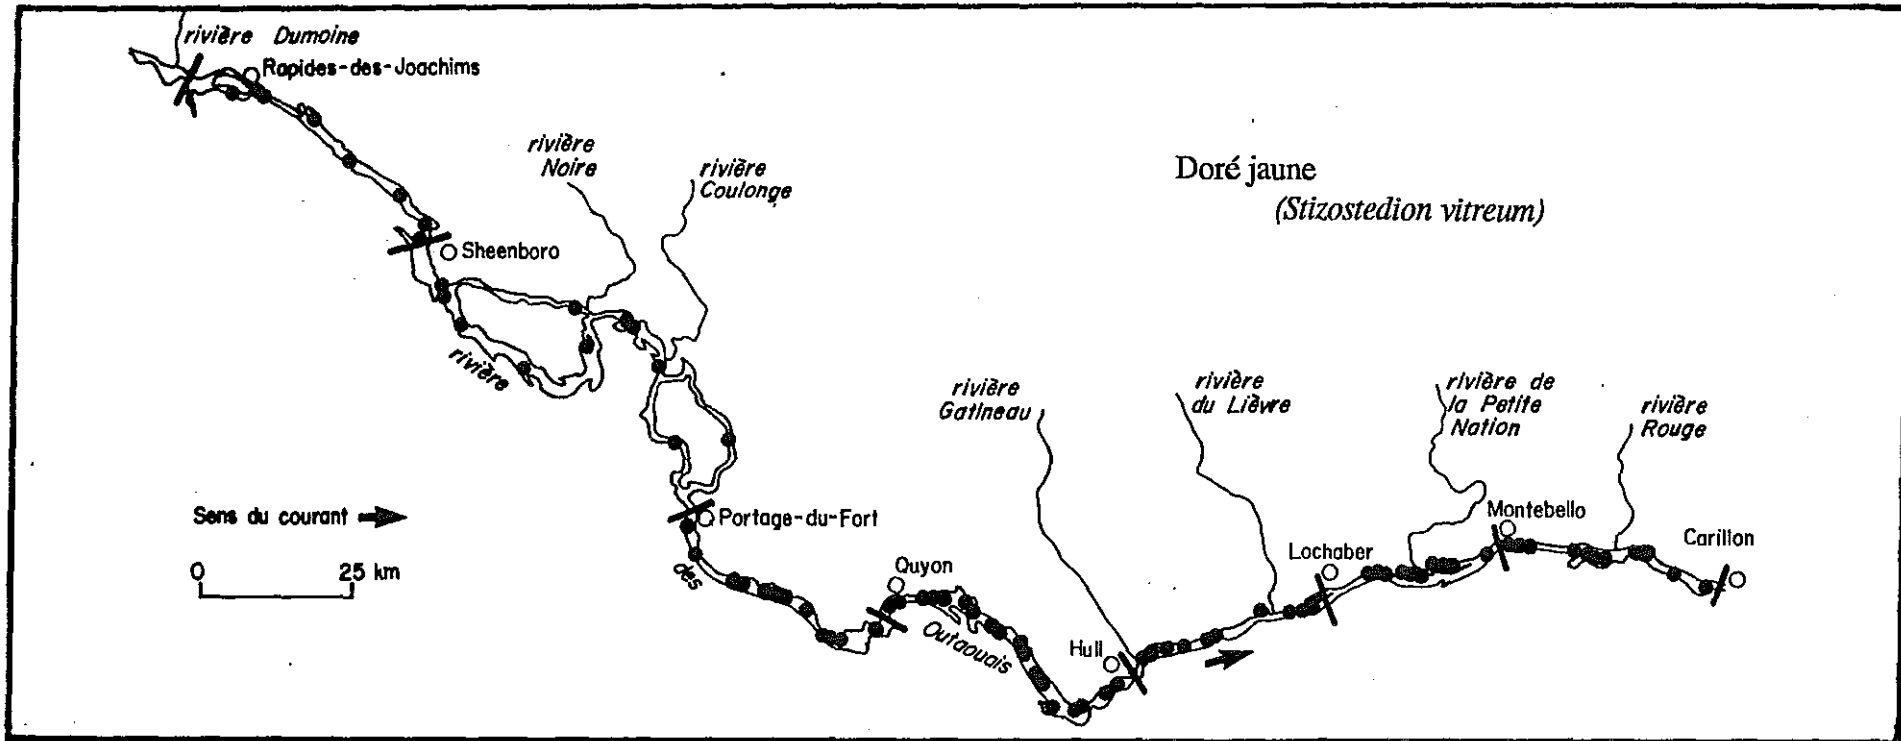 rivière Dumoine
Rapides-des-Joachims
rivière
Noire
rivière
Coulonge
Doré jaune
(Stizostedion vitreum)
Sheenboro
rivière
rivière
Gatineau
rivière
du Lièvre
rivière de
la Petite
Nation
rivière
Rouge
Sens du courant
Portage-du-Fort
Montebello
Carillon
Lochaber
0 25 km
des
Quyon
Outaouais
Hull